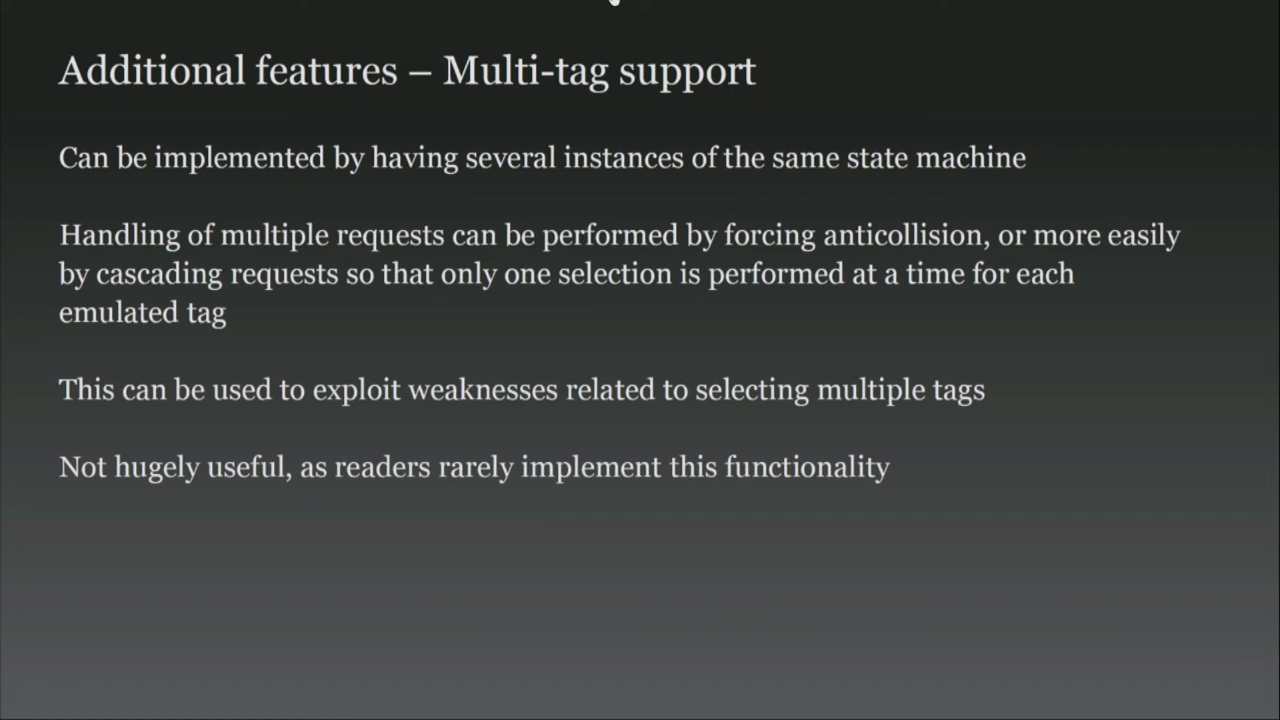 Additional features – Multi-tag support
Can be implemented by having several instances of the same state machine
Handling of multiple requests can be performed by forcing anticollision, or more easily
by cascading requests so that only one selection is performed at a time for each
emulated tag
This can be used to exploit weaknesses related to selecting multiple tags
Not hugely useful, as readers rarely implement this functionality